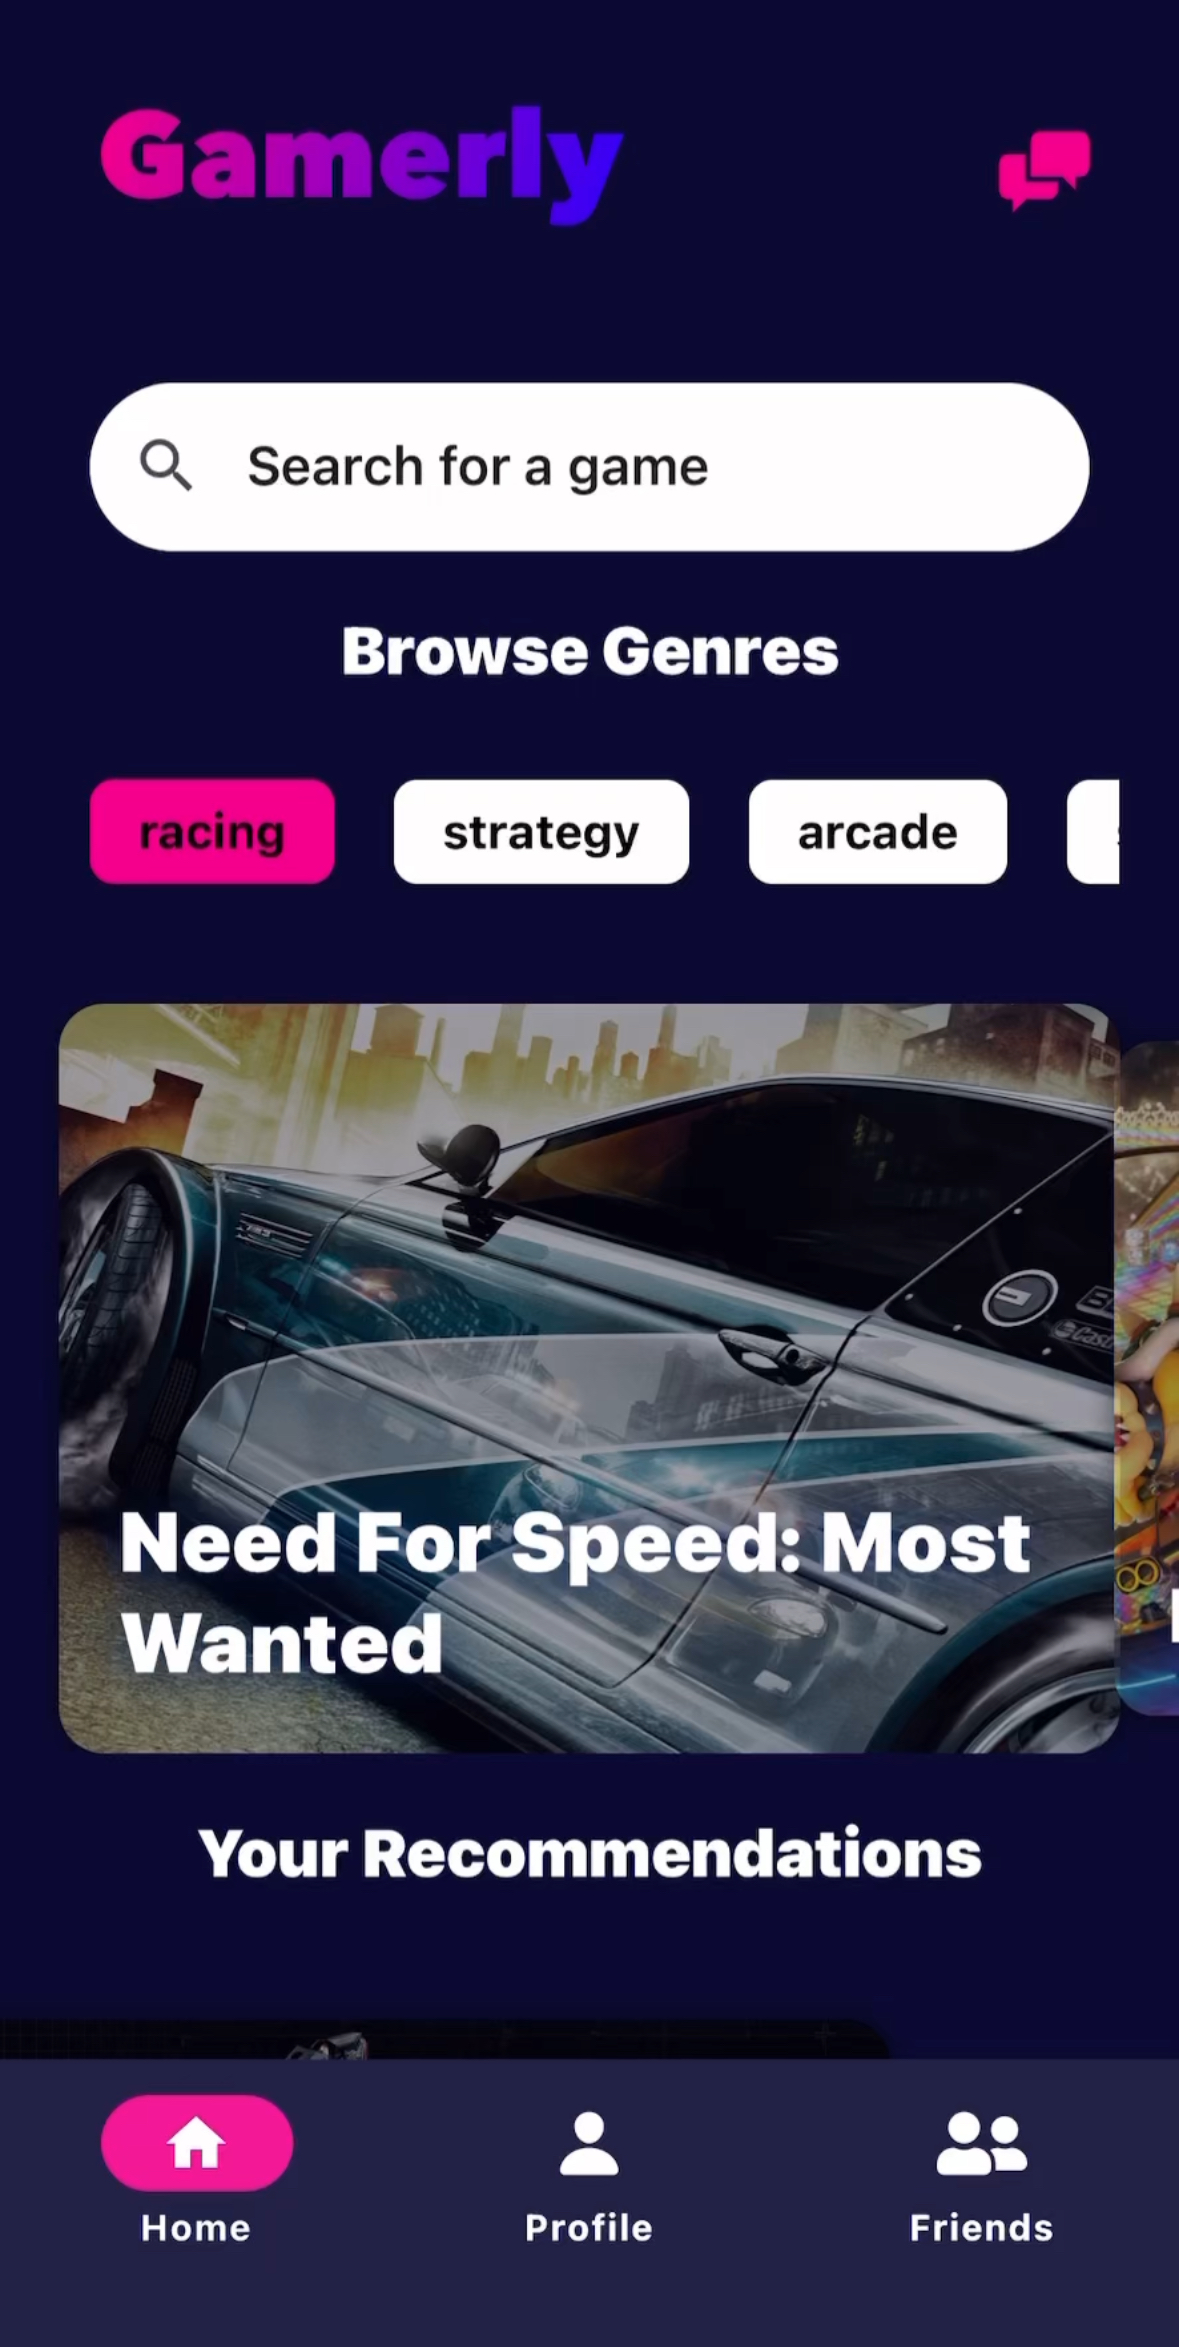 Gamerly
Search for a game
Browse Genres
racing
strategy
arcade
Need For Speed: Most
Wanted
Your Recommendations
Home
Profile
Friends